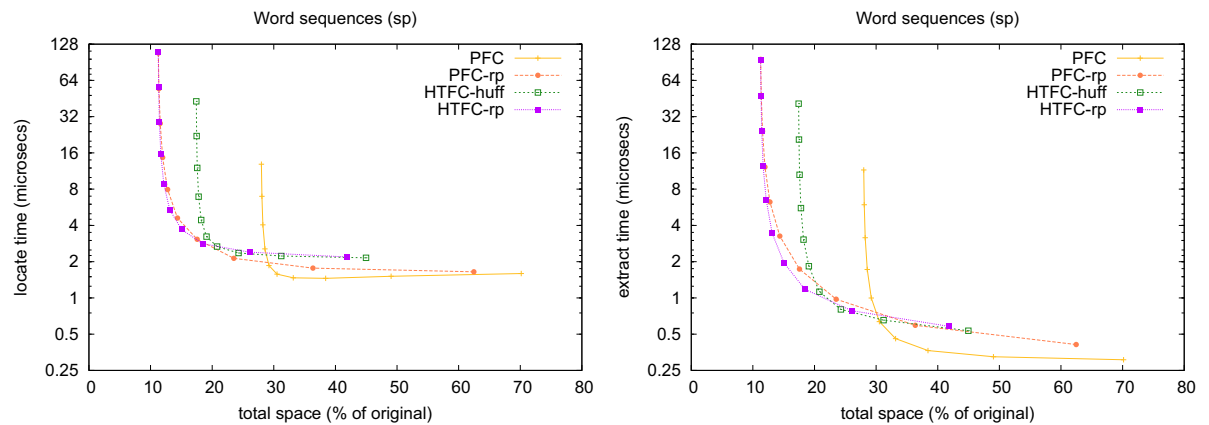 Word sequences (sp)
128
64
32
16
8
4
2
1
0.5
0.25
locate time (microsecs)
PFC
PFC-rp
HTFC-huff
HTFC-rp
0 10 20 30 40 50 60 70 80
total space (% of original)
Word sequences (sp)
128
64
32
16
8
4
2
1
0.5
0.25
extract time (microsecs)
PFC
PFC-rp
HTFC-huff
HTFC-rp
0 10 20 30 40 50 60 70 80
total space (% of original)